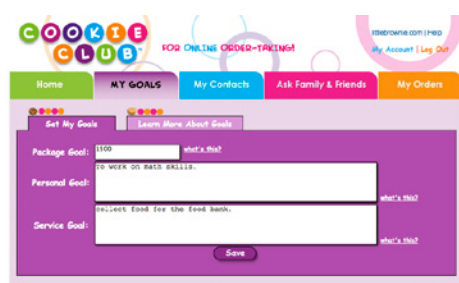 COOKIE
CLUB
FOR ONLINE ORDER-TAKING!
littlebrownie.com | Help
My Account | Log Out
Home
MY GOALS
My Contacts
Ask Family & Friends
My Orders
Set My Goals
Learn More About Goals
Package Goal:
1500
what's this?
Personal Goal:
To work on math skills.
what's this?
Service Goal:
collect food for the food bank.
what's this?
Save